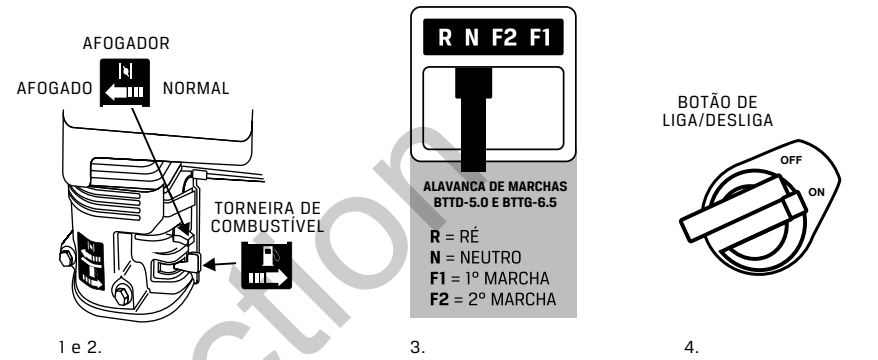 AFOGADOR
AFOGADO
NORMAL
TORNEIRA DE
COMBUSTÍVEL
1 e 2.
R N F2 F1
ALAVANCA DE MARCHAS
BTTD-5.0 E BTTG-6.5
R = RÉ
N = NEUTRO
F1 = 1º MARCHA
F2 = 2º MARCHA
3.
BOTÃO DE
LIGA/DESLIGA
OFF
ON
4.
ction